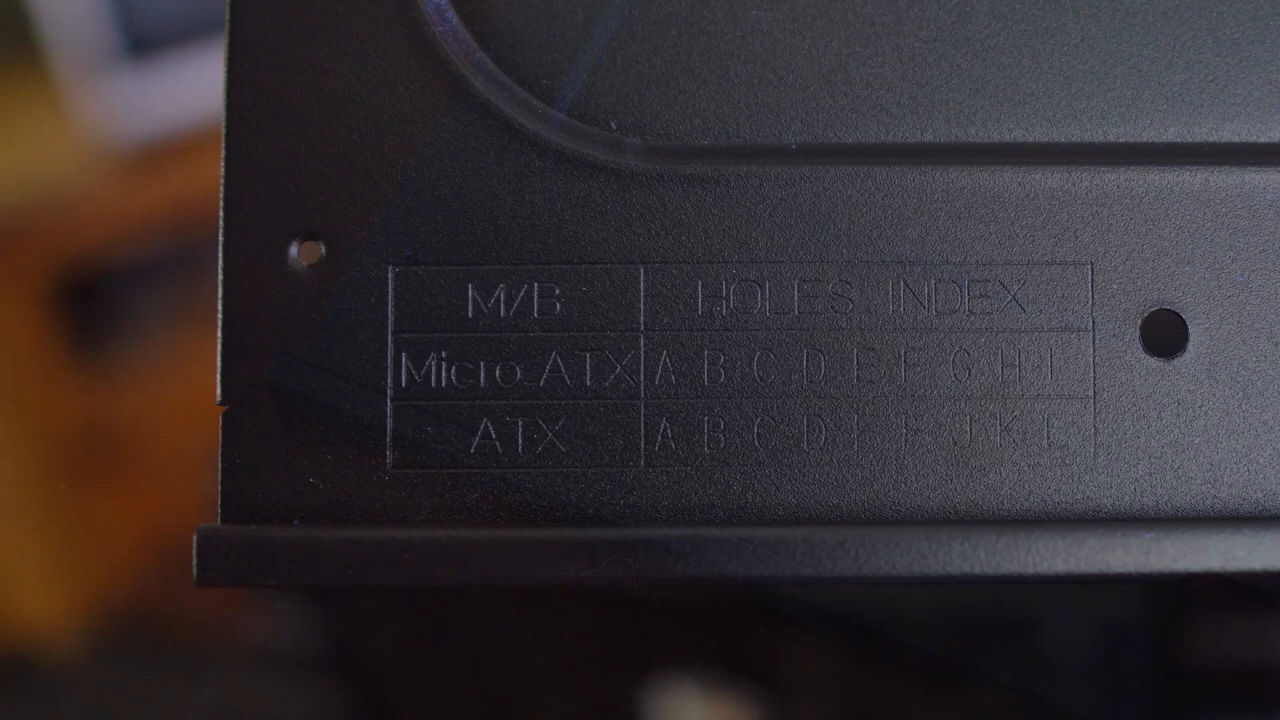 M/B HOLES INDEX
Micro-ATX A B C D E F G H I
ATX A B C D E F J K L